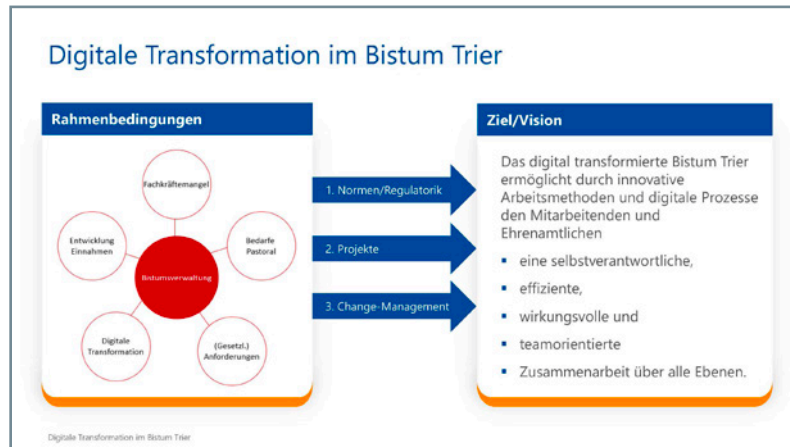 Digitale Transformation im Bistum Trier
Rahmenbedingungen
Fachkräftemangel
Entwicklung
Einnahmen
Bedarfe
Pastoral
Bistumsverwaltung
Digitale
Transformation
(Gesetzl.)
Anforderungen
1. Normen/Regulatorik
2. Projekte
3. Change-Management
Ziel/Vision
Das digital transformierte Bistum Trier
ermöglicht durch innovative
Arbeitsmethoden und digitale Prozesse
den Mitarbeitenden und
Ehrenamtlichen
▪ eine selbstverantwortliche,
▪ effiziente,
▪ wirkungsvolle und
▪ teamorientierte
▪ Zusammenarbeit über alle Ebenen.
Digitale Transformation im Bistum Trier